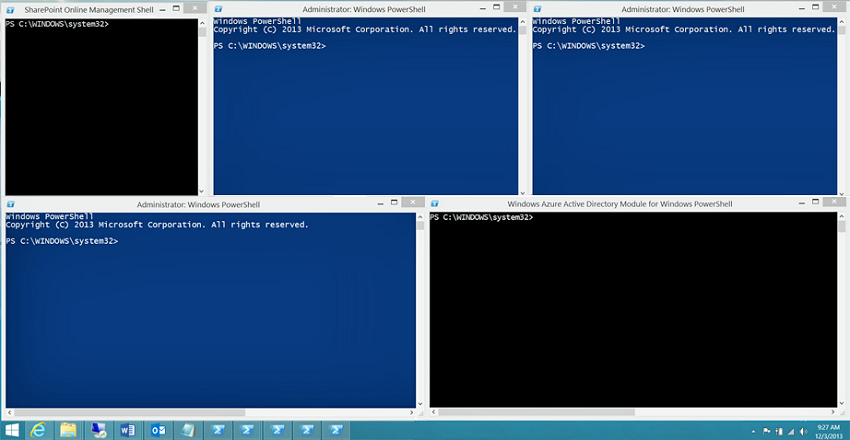 SharePoint Online Management Shell
PS C:\WINDOWS\system32>
Administrator: Windows PowerShell
Windows PowerShell
Copyright (C) 2013 Microsoft Corporation. All rights reserved.
PS C:\WINDOWS\system32>
Administrator: Windows PowerShell
Windows PowerShell
Copyright (C) 2013 Microsoft Corporation. All rights reserved.
PS C:\WINDOWS\system32>
Administrator: Windows PowerShell
Windows PowerShell
Copyright (C) 2013 Microsoft Corporation. All rights reserved.
PS C:\WINDOWS\system32>
Windows Azure Active Directory Module for Windows PowerShell
PS C:\WINDOWS\system32>
9:27 AM
12/3/2013